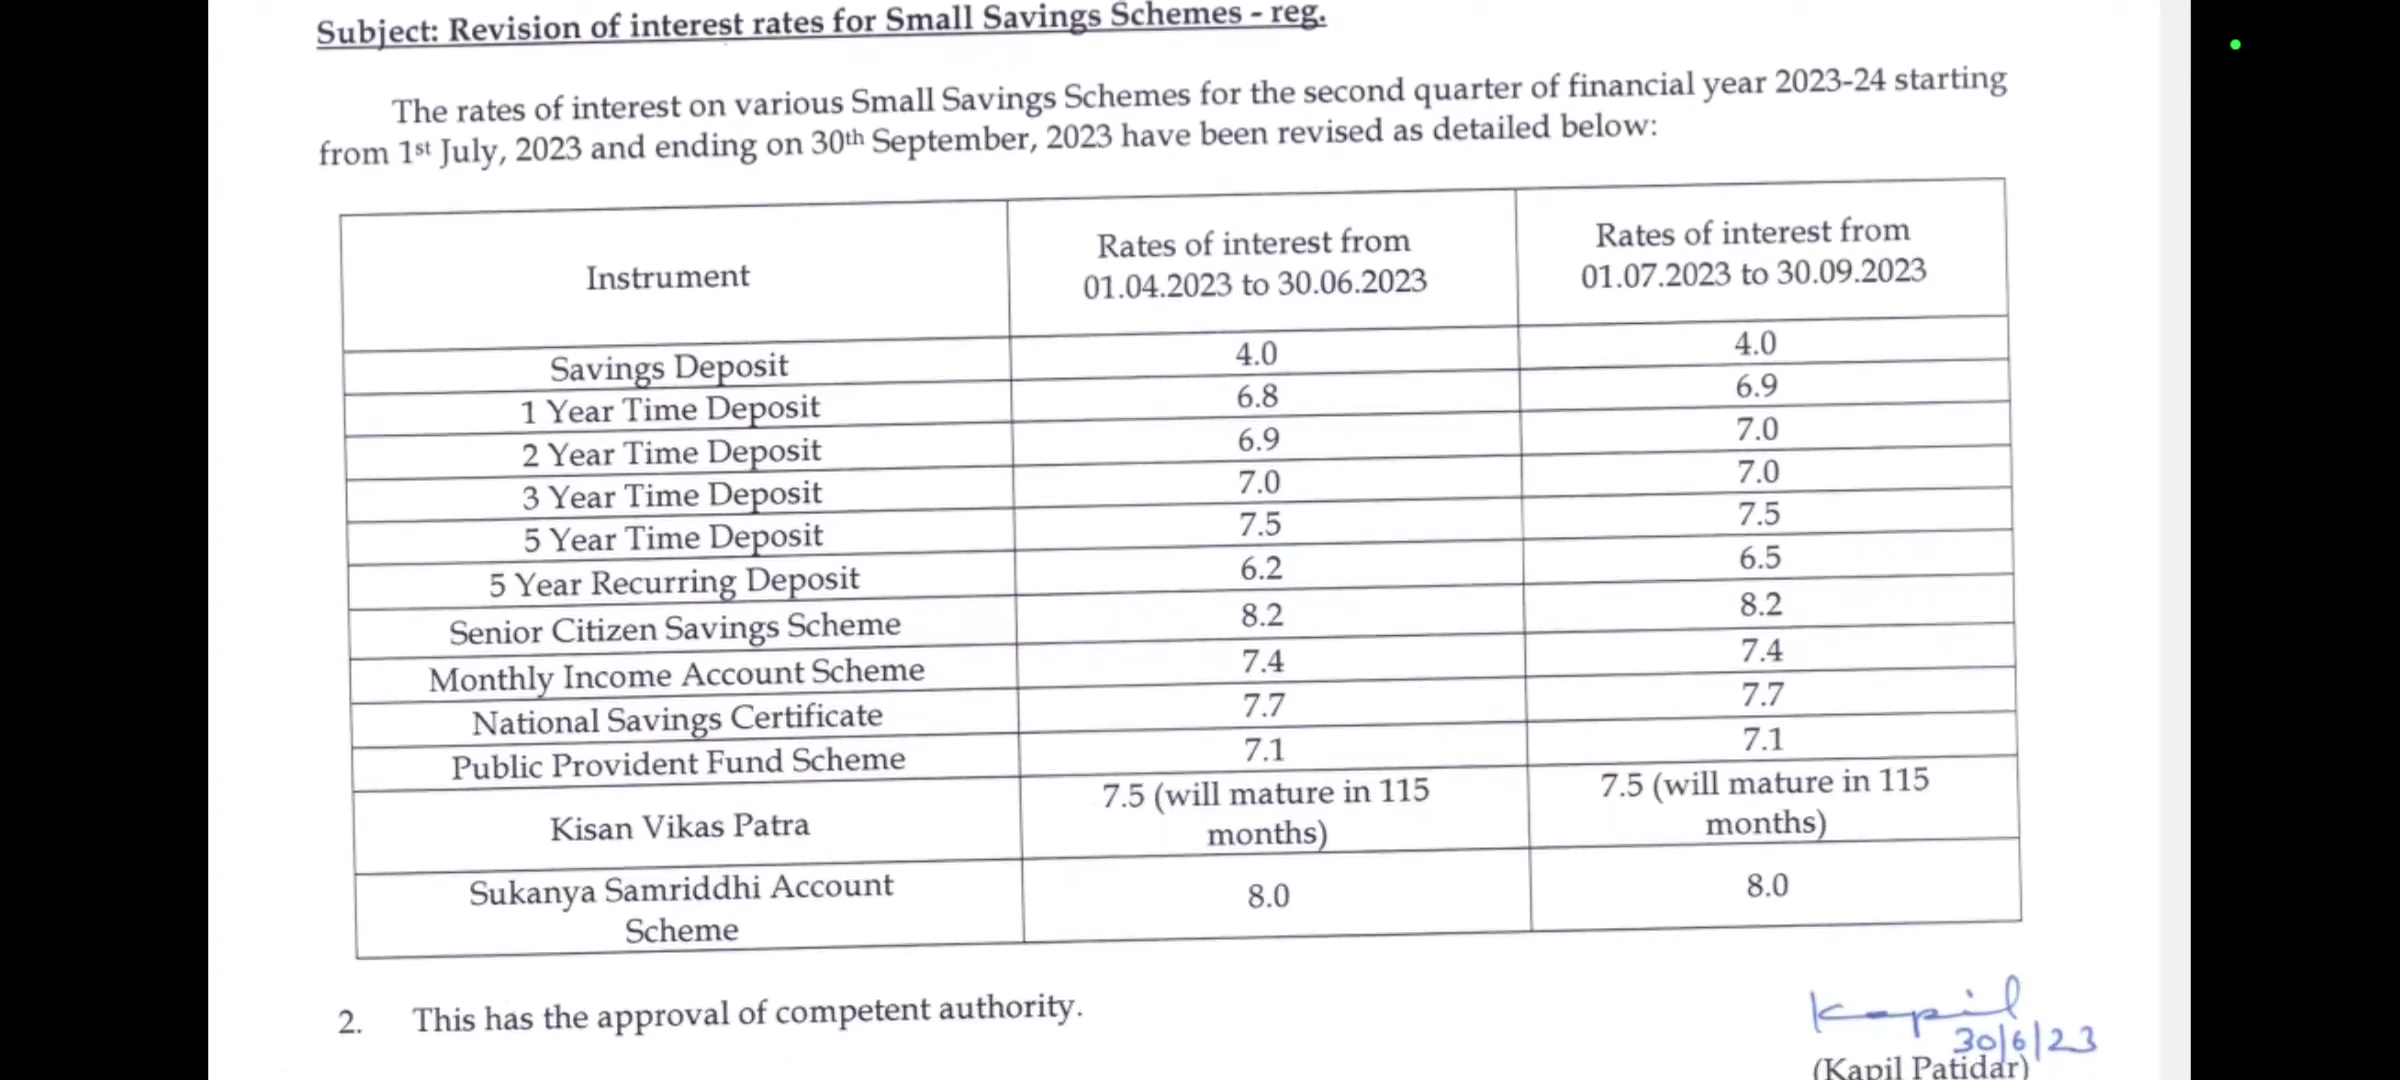 Subject: Revision of interest rates for Small Savings Schemes - reg.
The rates of interest on various Small Savings Schemes for the second quarter of financial year 2023-24 starting
from 1st July, 2023 and ending on 30th September, 2023 have been revised as detailed below:
Instrument
Rates of interest from
01.04.2023 to 30.06.2023
Rates of interest from
01.07.2023 to 30.09.2023
Savings Deposit 4.0 4.0
1 Year Time Deposit 6.8 6.9
2 Year Time Deposit 6.9 7.0
3 Year Time Deposit 7.0 7.0
5 Year Time Deposit 7.5 7.5
5 Year Recurring Deposit 6.2 6.5
Senior Citizen Savings Scheme 8.2 8.2
Monthly Income Account Scheme 7.4 7.4
National Savings Certificate 7.7 7.7
Public Provident Fund Scheme 7.1 7.1
Kisan Vikas Patra
7.5 (will mature in 115
months)
7.5 (will mature in 115
months)
Sukanya Samriddhi Account
Scheme
8.0 8.0
2. This has the approval of competent authority.
Kapil
30/6/23
(Kapil Patidar)